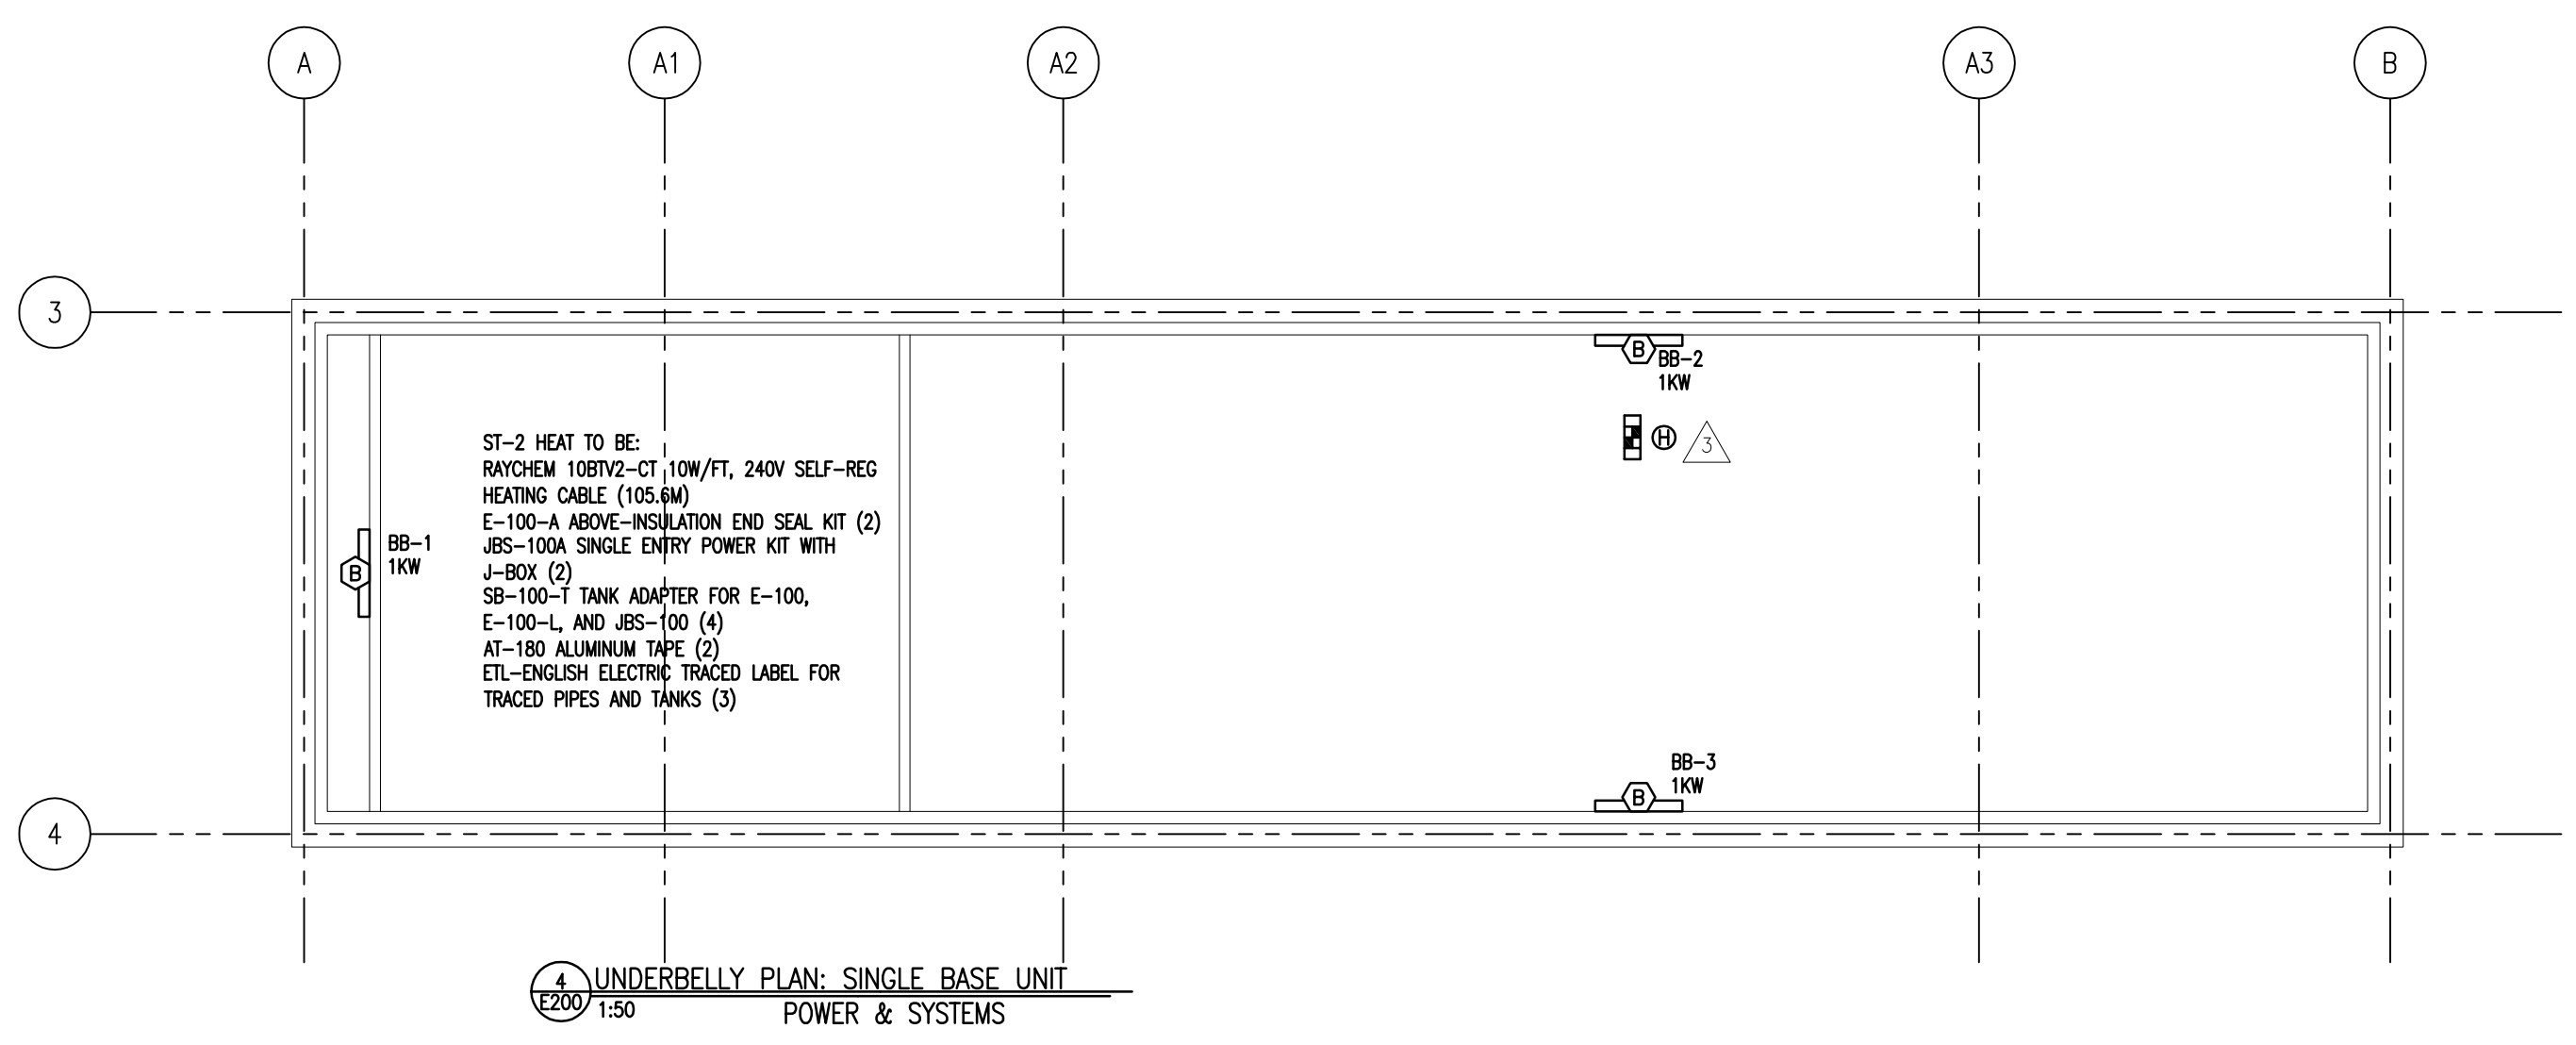 A
A1
A2
A3
B
3
B
BB-2
1KW
H
3
ST-2 HEAT TO BE:
RAYCHEM 10BTV2-CT 10W/FT, 240V SELF-REG
HEATING CABLE (105.6M)
E-100-A ABOVE-INSULATION END SEAL KIT (2)
JBS-100A SINGLE ENTRY POWER KIT WITH
J-BOX (2)
SB-100-T TANK ADAPTER FOR E-100,
E-100-L, AND JBS-100 (4)
AT-180 ALUMINUM TAPE (2)
ETL-ENGLISH ELECTRIC TRACED LABEL FOR
TRACED PIPES AND TANKS (3)
BB-1
1KW
B
BB-3
1KW
B
4
4
E200
UNDERBELLY PLAN: SINGLE BASE UNIT
1:50
POWER & SYSTEMS